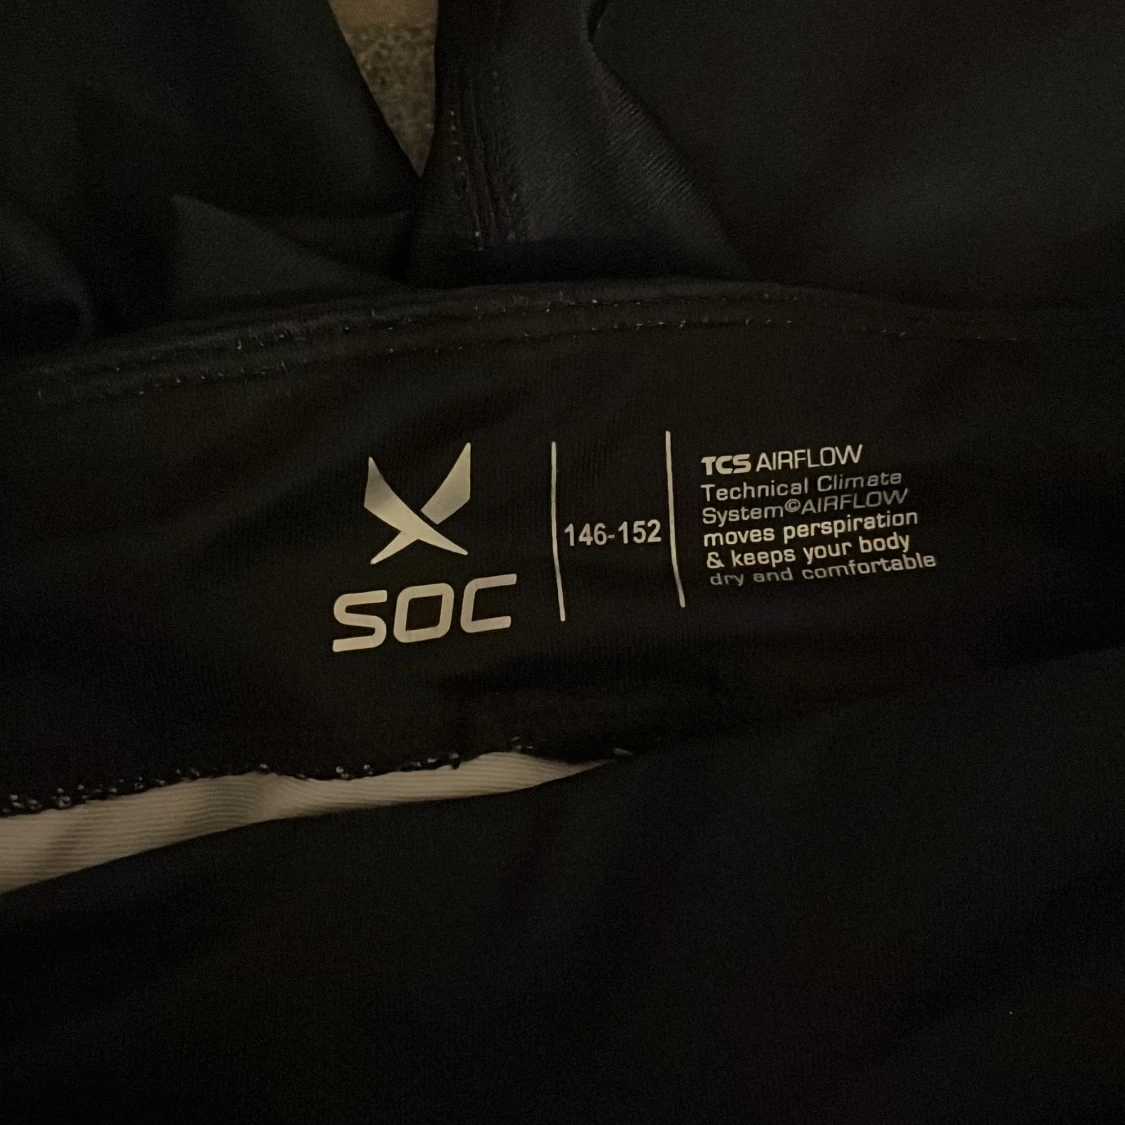 SOC
146-152
TCS AIRFLOW
Technical Climate
System©AIRFLOW
moves perspiration
& keeps your body
dry and comfortable